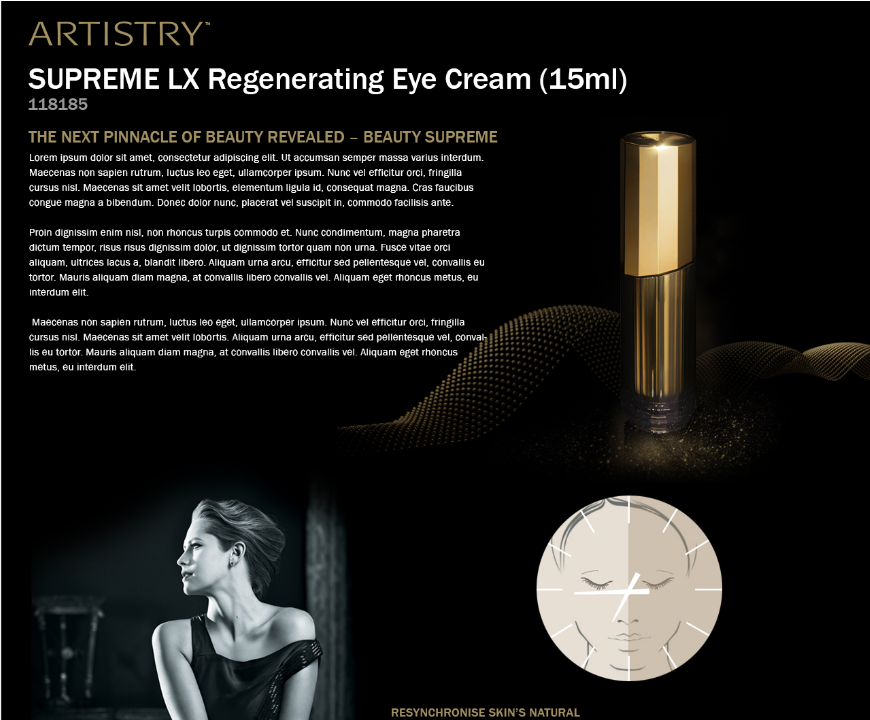 ARTISTRY™
SUPREME LX Regenerating Eye Cream (15ml)
118185
THE NEXT PINNACLE OF BEAUTY REVEALED – BEAUTY SUPREME
Lorem ipsum dolor sit amet, consectetur adipiscing elit. Ut accumsan semper massa varius interdum.
Maecenas non sapien rutrum, luctus leo eget, ullamcorper ipsum. Nunc vel efficitur orci, fringilla
cursus nisl. Maecenas sit amet velit lobortis, elementum ligula id, consequat magna. Cras faucibus
congue magna a bibendum. Donec dolor nunc, placerat vel suscipit in, commodo facilisis ante.
Proin dignissim enim nisl, non rhoncus turpis commodo et. Nunc condimentum, magna pharetra
dictum tempor, risus risus dignissim dolor, ut dignissim tortor quam non urna. Fusce vitae orci
aliquam, ultrices lacus a, blandit libero. Aliquam urna arcu, efficitur sed pellentesque vel, convallis eu
tortor. Mauris aliquam diam magna, at convallis libero convallis vel. Aliquam eget rhoncus metus, eu
interdum elit.
Maecenas non sapien rutrum, luctus leo eget, ullamcorper ipsum. Nunc vel efficitur orci, fringilla
cursus nisl. Maecenas sit amet velit lobortis. Aliquam urna arcu, efficitur sed pellentesque vel, conval-
lis eu tortor. Mauris aliquam diam magna, at convallis libero convallis vel. Aliquam eget rhoncus
metus, eu interdum elit.
RESYNCHRONISE SKIN'S NATURAL